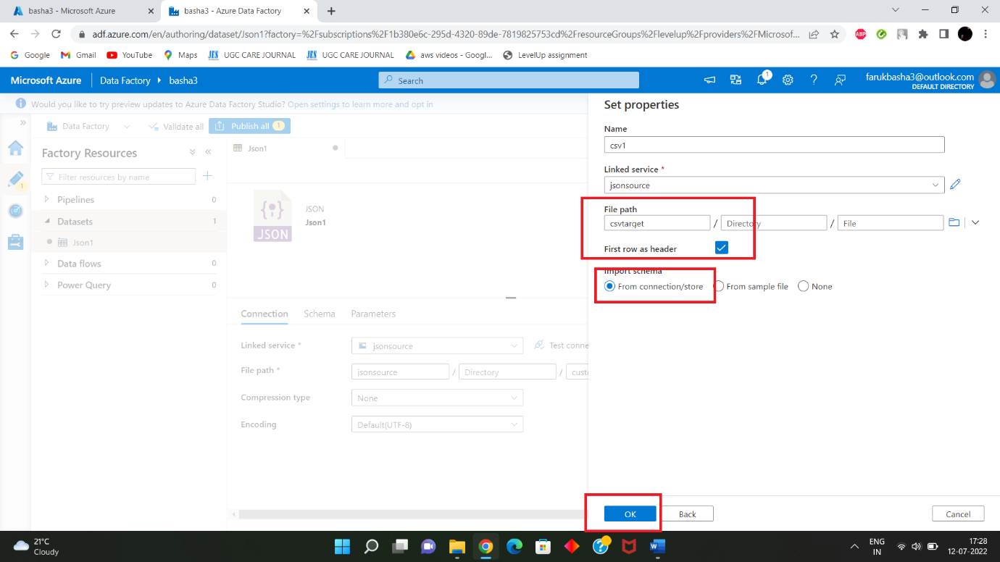 basha3 - Microsoft Azure
basha3 - Azure Data Factory
adf.azure.com/en/authoring/dataset/Json1?factory=%2Fsubscriptions%2F1b380e6c-295d-4320-89de-7819825753cd%2FresourceGroups%2Flevelup%2Fproviders%2FMicrosof...
ABP
Google
Gmail
YouTube
Maps
JES UGC CARE JOURNAL
JES UGC CARE JOURNAL
aws videos - Googl...
LevelUp assignment
Microsoft Azure
Data Factory
basha3
Search
1
farukbasha3@outlook.com
DEFAULT DIRECTORY
Would you like to try preview updates to Azure Data Factory Studio? Open settings to learn more and opt in
Data Factory
Validate all
Publish all 1
Factory Resources
Filter resources by name
Pipelines 0
1
Datasets 1
Json1
Data flows 0
Power Query 0
Json1
JSON
JSON
Json1
Connection
Schema
Parameters
Linked service *
jsonsource
Test conne
File path *
jsonsource / Directory / custo
Compression type
None
Encoding
Default(UTF-8)
Set properties
Name
csv1
Linked service *
jsonsource
File path
csvtarget / Directory / File
First row as header
Import schema
From connection/store
From sample file
None
OK
Back
Cancel
21°C
Cloudy
ENG
IN
17:28
12-07-2022